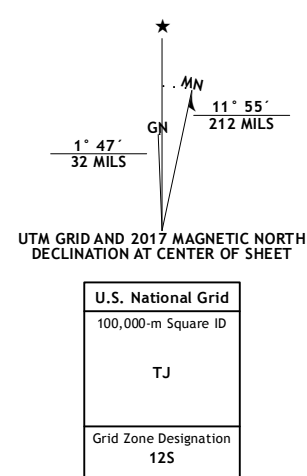 ★
MN
GN
11° 55´
212 MILS
1° 47´
32 MILS
UTM GRID AND 2017 MAGNETIC NORTH
DECLINATION AT CENTER OF SHEET
U.S. National Grid
100,000-m Square ID
TJ
Grid Zone Designation
12S